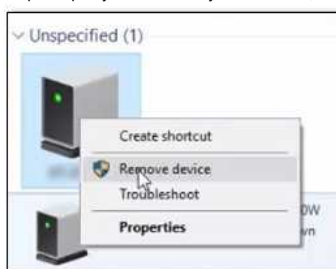 Unspecified (1)
Create shortcut
Remove device
Troubleshoot
Properties